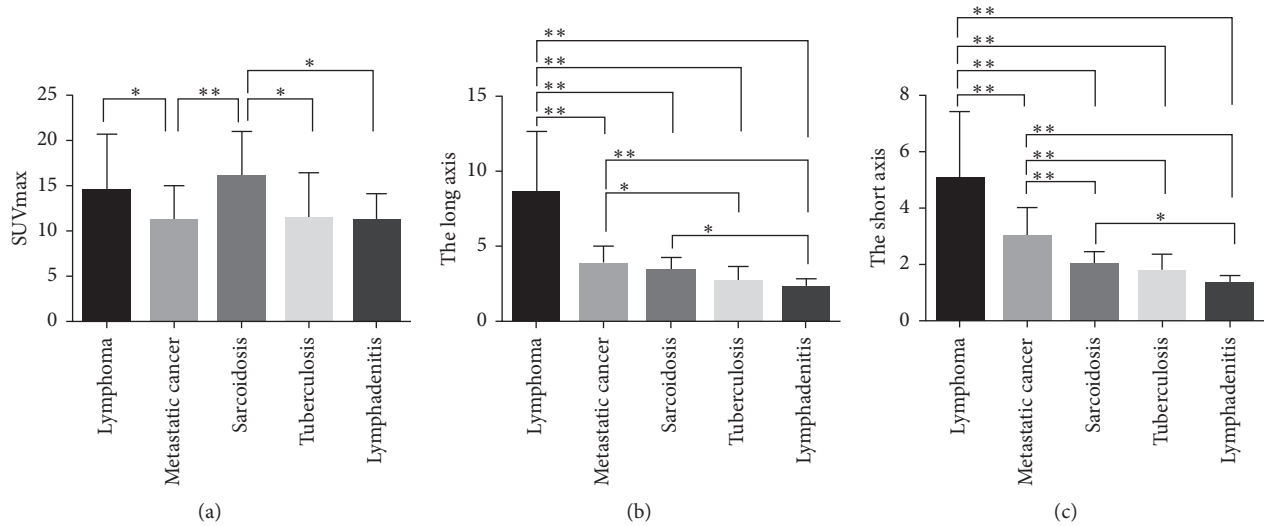 *
* ** *
25
20
15
10
5
0
SUVmax
Lymphoma
Metastatic cancer
Sarcoidosis
Tuberculosis
Lymphadenitis
(a)
**
**
**
**
**
*
*
15
10
5
0
The long axis
Lymphoma
Metastatic cancer
Sarcoidosis
Tuberculosis
Lymphadenitis
(b)
**
**
**
**
**
**
**
*
8
6
4
2
0
The short axis
Lymphoma
Metastatic cancer
Sarcoidosis
Tuberculosis
Lymphadenitis
(c)